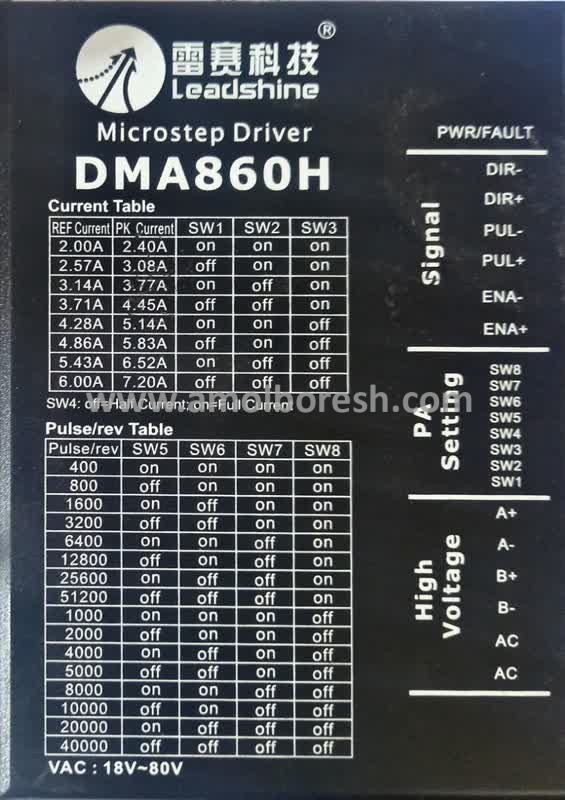 雷赛科技®
Leadshine
Microstep Driver
DMA860H
Current Table
REF Current PK Current SW1 SW2 SW3
2.00A 2.40A on on on
2.57A 3.08A off on on
3.14A 3.77A on off on
3.71A 4.45A off off on
4.28A 5.14A on on off
4.86A 5.83A off on off
5.43A 6.52A on off off
6.00A 7.20A off off off
SW4: off=Half Current; on=Full Current
www.amolboresh.com
Pulse/rev Table
Pulse/rev SW5 SW6 SW7 SW8
400 on on on on
800 off on on on
1600 on off on on
3200 off off on on
6400 on on off on
12800 off on off on
25600 on off off on
51200 off off off on
1000 on on on off
2000 off on on off
4000 on off on off
5000 off off on off
8000 on on off off
10000 off on off off
20000 on off off off
40000 off off off off
VAC : 18V~80V
PWR/FAULT
Signal
DIR-
DIR+
PUL-
PUL+
ENA-
ENA+
PA
Setting
SW8
SW7
SW6
SW5
SW4
SW3
SW2
SW1
High
Voltage
A+
A-
B+
B-
AC
AC